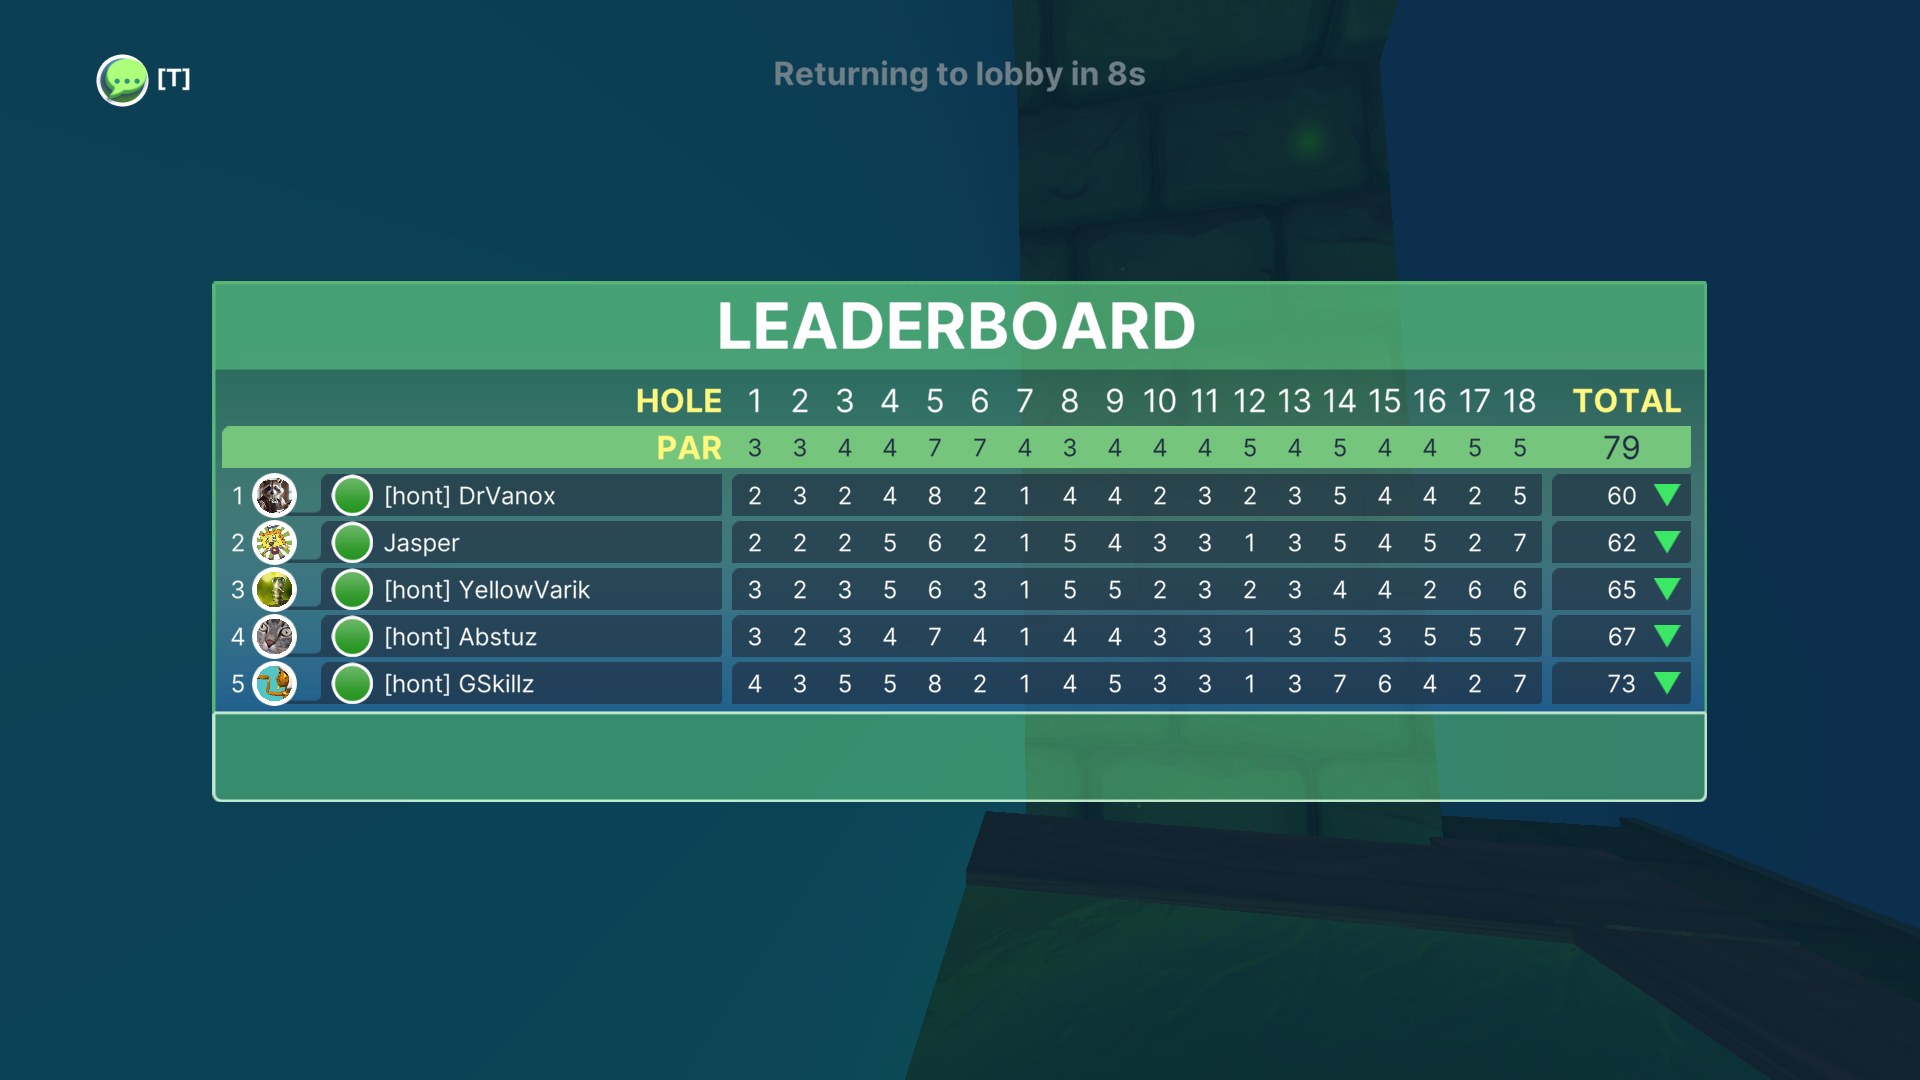 [T]
Returning to lobby in 8s
LEADERBOARD
HOLE 1 2 3 4 5 6 7 8 9 10 11 12 13 14 15 16 17 18 TOTAL
PAR 3 3 4 4 7 7 4 3 4 4 4 5 4 5 4 4 5 5 79
1 [hont] DrVanox 2 3 2 4 8 2 1 4 4 2 3 2 3 5 4 4 2 5 60
2 Jasper 2 2 2 5 6 2 1 5 4 3 3 1 3 5 4 5 2 7 62
3 [hont] YellowVarik 3 2 3 5 6 3 1 5 5 2 3 2 3 4 4 2 6 6 65
4 [hont] Abstuz 3 2 3 4 7 4 1 4 4 3 3 1 3 5 3 5 5 7 67
5 [hont] GSkillz 4 3 5 5 8 2 1 4 5 3 3 1 3 7 6 4 2 7 73